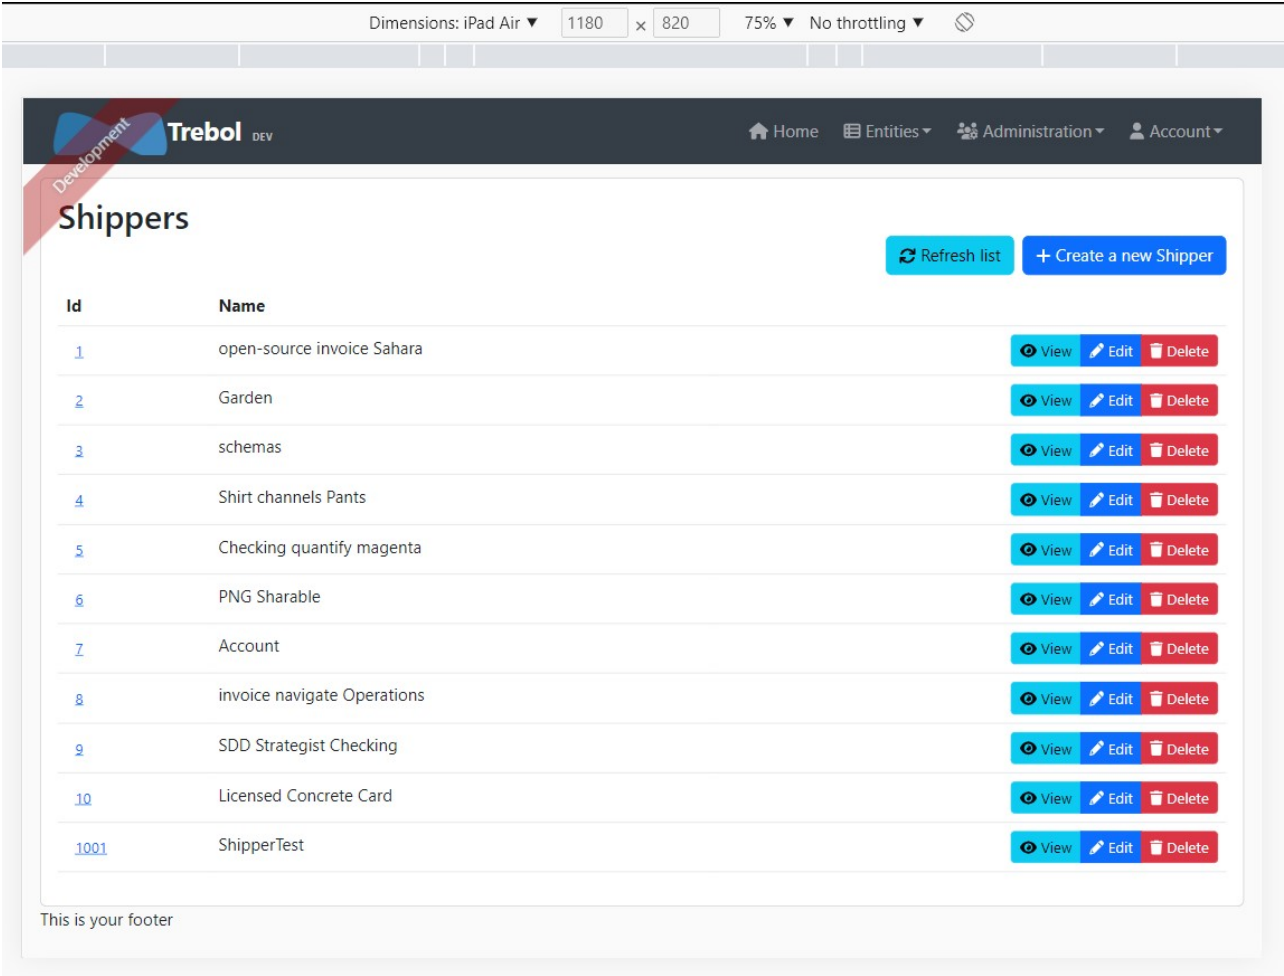 Dimensions: iPad Air ▼ 1180 × 820 75% ▼ No throttling ▼
Development
Trebol DEV Home Entities Administration Account
Shippers
Refresh list + Create a new Shipper
Id Name
1 open-source invoice Sahara View Edit Delete
2 Garden View Edit Delete
3 schemas View Edit Delete
4 Shirt channels Pants View Edit Delete
5 Checking quantify magenta View Edit Delete
6 PNG Sharable View Edit Delete
7 Account View Edit Delete
8 invoice navigate Operations View Edit Delete
9 SDD Strategist Checking View Edit Delete
10 Licensed Concrete Card View Edit Delete
1001 ShipperTest View Edit Delete
This is your footer